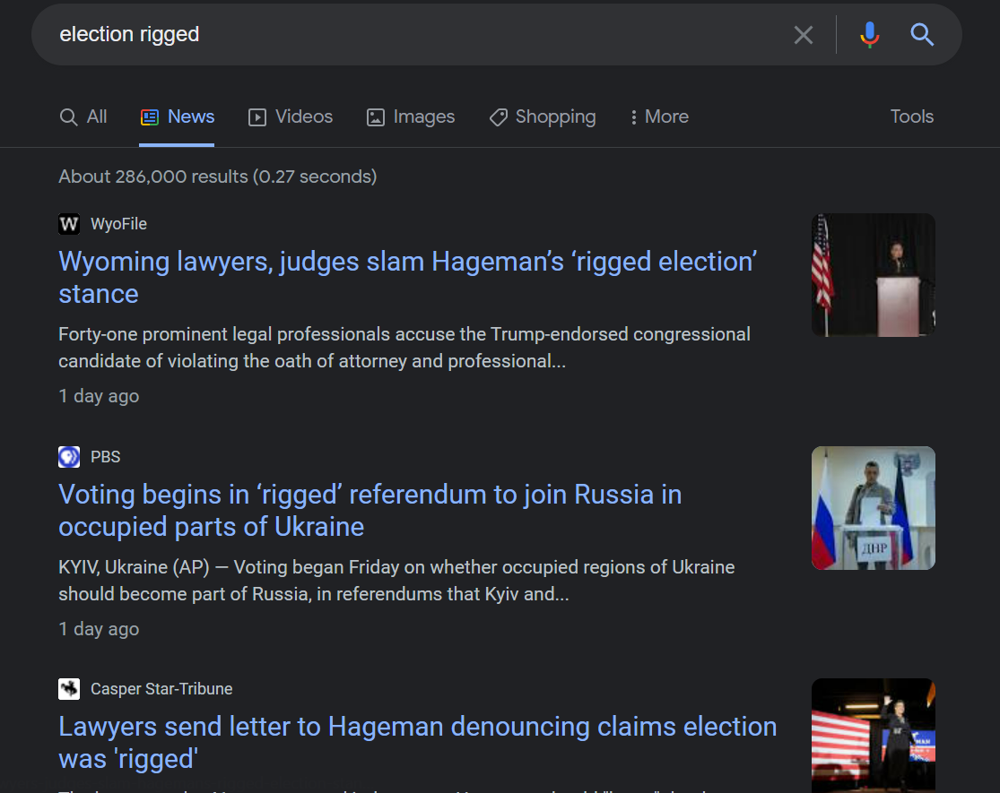 election rigged
All News Videos Images Shopping More Tools
About 286,000 results (0.27 seconds)
W WyoFile
Wyoming lawyers, judges slam Hageman’s ‘rigged election’
stance
Forty-one prominent legal professionals accuse the Trump-endorsed congressional
candidate of violating the oath of attorney and professional...
1 day ago
PBS
Voting begins in ‘rigged’ referendum to join Russia in
occupied parts of Ukraine
KYIV, Ukraine (AP) — Voting began Friday on whether occupied regions of Ukraine
should become part of Russia, in referendums that Kyiv and...
1 day ago
ДНР
Casper Star-Tribune
Lawyers send letter to Hageman denouncing claims election
was 'rigged'